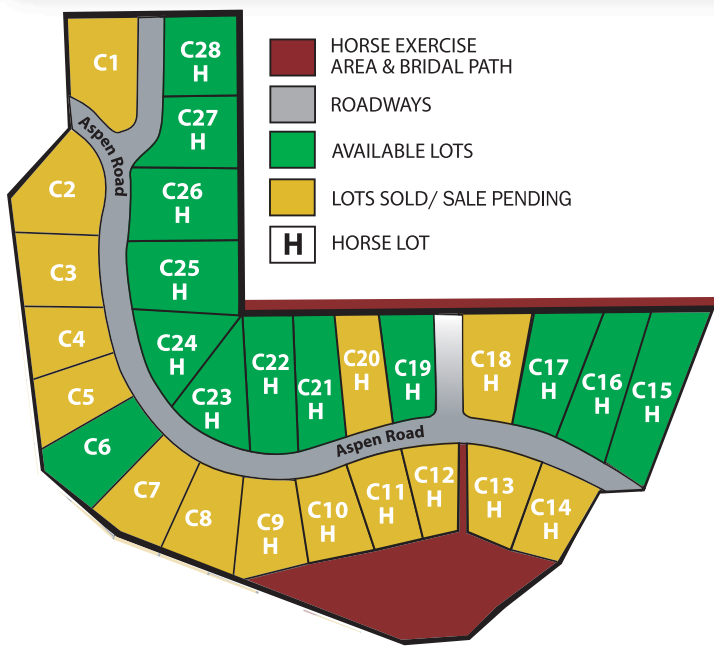 C1
C28
H
HORSE EXERCISE
AREA & BRIDAL PATH
ROADWAYS
AVAILABLE LOTS
LOTS SOLD/ SALE PENDING
H
HORSE LOT
C27
H
Aspen Road
C2
C26
H
C3
C25
H
C4
C24
H
C5
C23
H
C22
H
C21
H
C20
H
C19
H
C18
H
C17
H
C16
H
C15
H
C6
Aspen Road
C7
C8
C9
H
C10
H
C11
H
C12
H
C13
H
C14
H